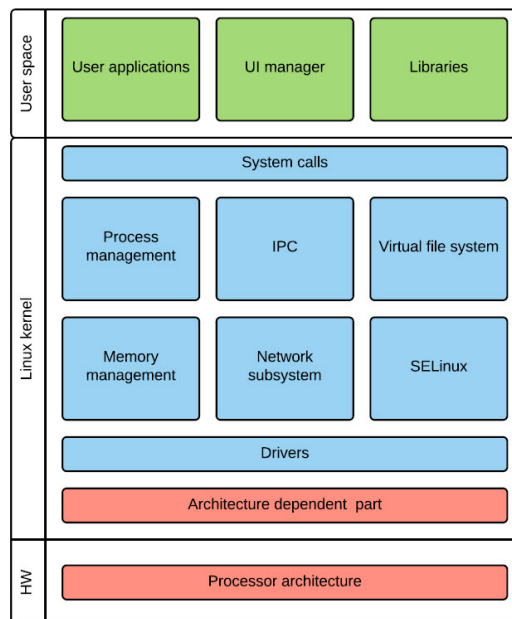 User space
User applications
UI manager
Libraries
Linux kernel
System calls
Process
management
IPC
Virtual file system
Memory
management
Network
subsystem
SELinux
Drivers
Architecture dependent part
HW
Processor architecture